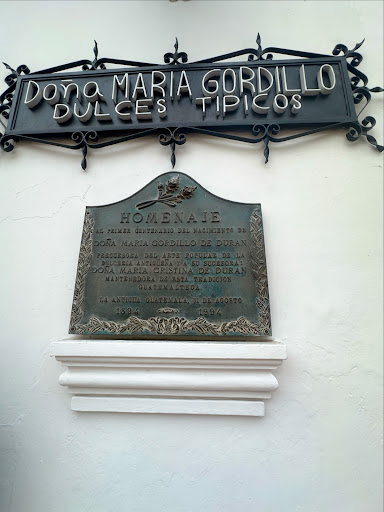 Doña MARIA GORDILLO
DULCES TIPICOS
HOMENAJE
AL PRIMER CENTENARIO DEL NACIMIENTO DE
DOÑA MARIA GORDILLO DE DURAN
PRECURSORA DEL ARTE POPULAR DE LA
DULCERIA ANTIGUEÑA Y A SU SUCESORA
DOÑA MARIA CRISTINA DE DURAN
MANTENEDORA DE ESTA TRADICION
GUATEMALTECA
LA ANTIGUA GUATEMALA, DE AGOSTO
1894 1994